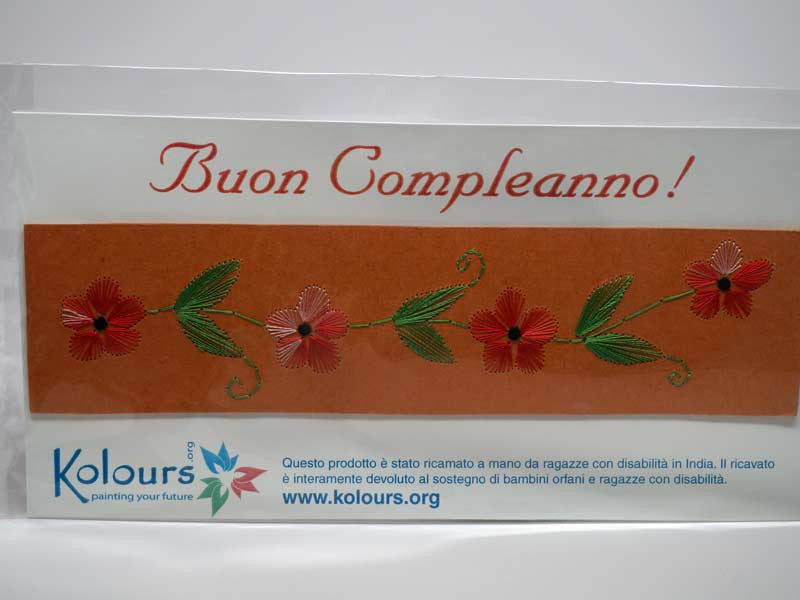 Buon Compleanno!
Kolours.org
painting your future
Questo prodotto è stato ricamato a mano da ragazze con disabilità in India. Il ricavato
è interamente devoluto al sostegno di bambini orfani e ragazze con disabilità.
www.kolours.org